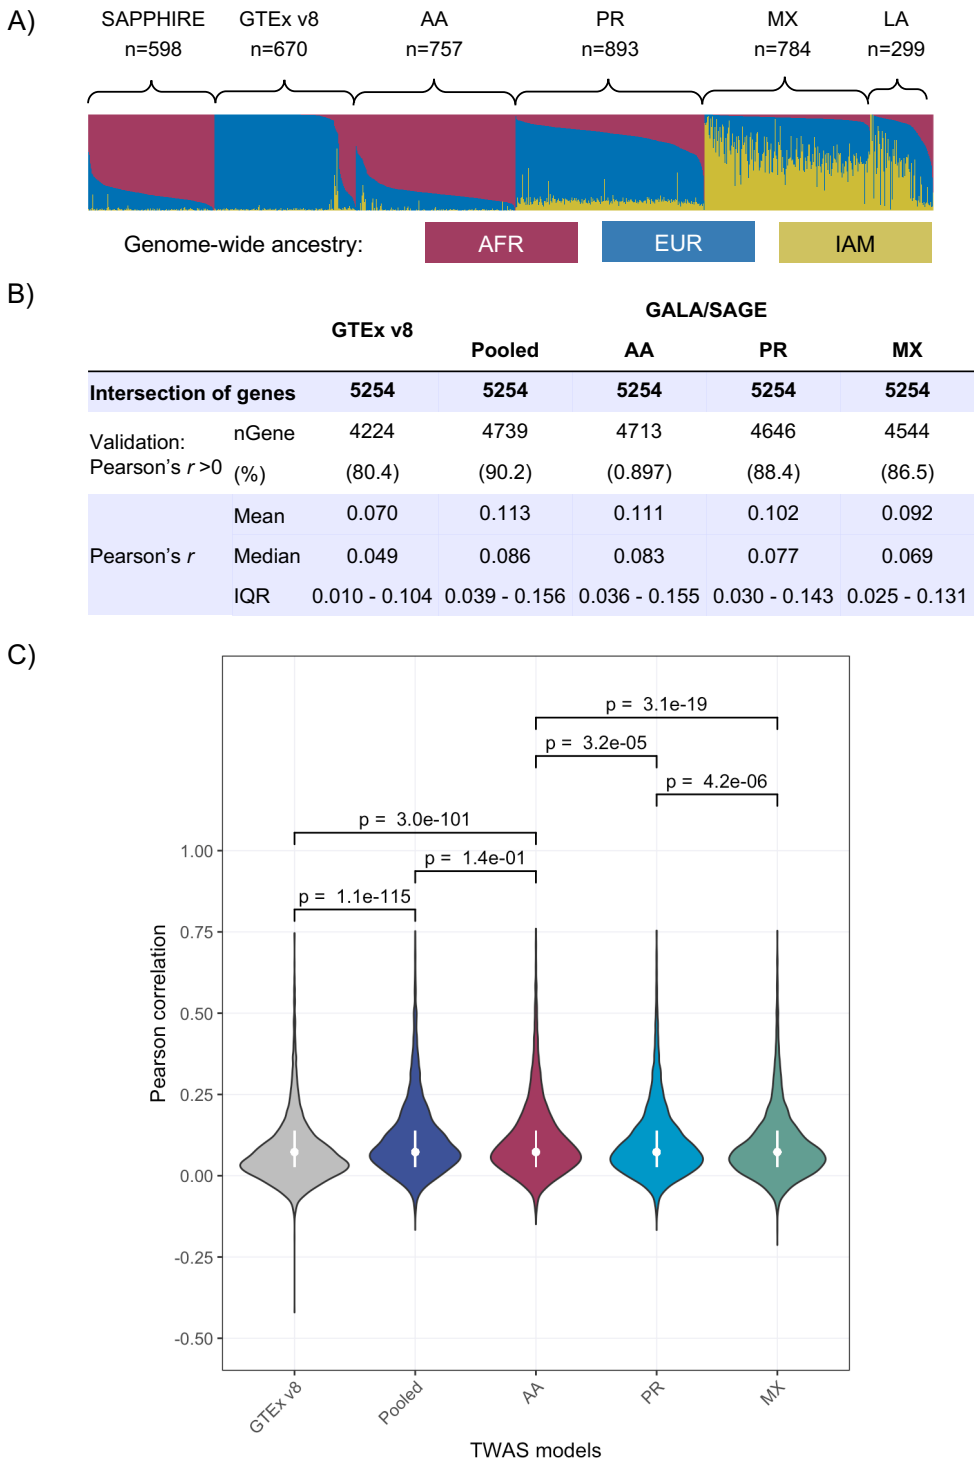 A)
SAPPHIRE GTEx v8 AA PR MX LA
n=598 n=670 n=757 n=893 n=784 n=299
Genome-wide ancestry: AFR EUR IAM
B)
GALA/SAGE
GTEx v8
Pooled AA PR MX
Intersection of genes 5254 5254 5254 5254 5254
Validation: nGene 4224 4739 4713 4646 4544
Pearson's r >0 (%) (80.4) (90.2) (0.897) (88.4) (86.5)
Mean 0.070 0.113 0.111 0.102 0.092
Pearson's r Median 0.049 0.086 0.083 0.077 0.069
IQR 0.010 - 0.104 0.039 - 0.156 0.036 - 0.155 0.030 - 0.143 0.025 - 0.131
C)
p = 3.1e-19
p = 3.2e-05
p = 4.2e-06
p = 3.0e-101
p = 1.4e-01
p = 1.1e-115
1.00
0.75
0.50
0.25
0.00
-0.25
-0.50
Pearson correlation
GTEx v8 Pooled AA PR MX
TWAS models